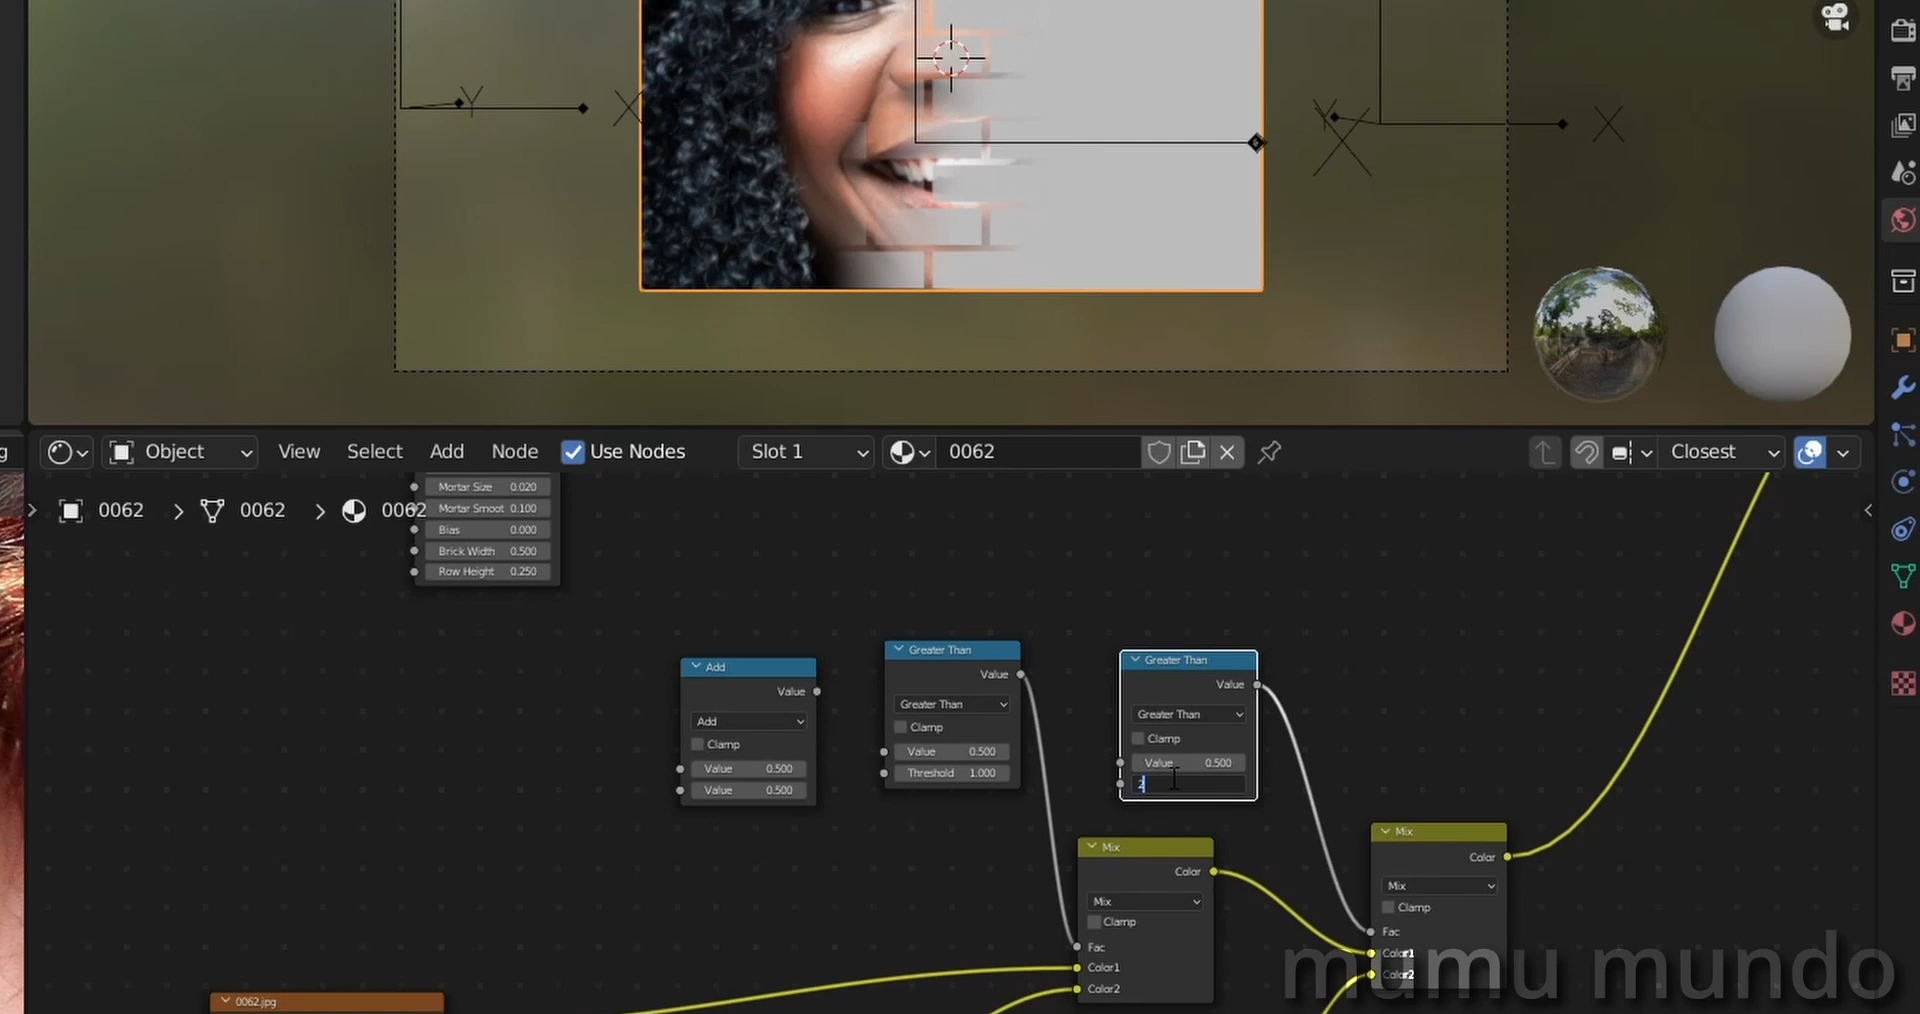 Y
X
Y
X
g
Object
View
Select
Add
Node
Use Nodes
Slot 1
0062
Closest
0062
0062
0062
Mortar Size 0.020
Mortar Smoot 0.100
Bias 0.000
Brick Width 0.500
Row Height 0.250
Add
Value
Add
Clamp
Value 0.500
Value 0.500
Greater Than
Value
Greater Than
Clamp
Value 0.500
Threshold 1.000
Greater Than
Value
Greater Than
Clamp
Value 0.500
2
Mix
Color
Mix
Clamp
Fac
Color1
Color2
Mix
Color
Mix
Clamp
Fac
Color1
Color2
0062.jpg
mumu mundo